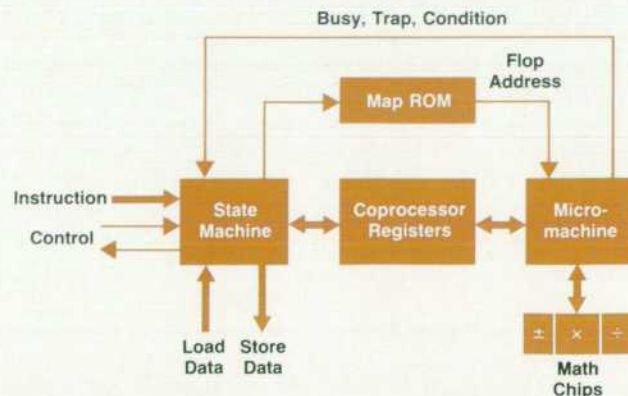 Busy, Trap, Condition
Flop
Address
Map ROM
Instruction
Control
State
Machine
Coprocessor
Registers
Micro-
machine
Load
Data
Store
Data
± × ÷
Math
Chips